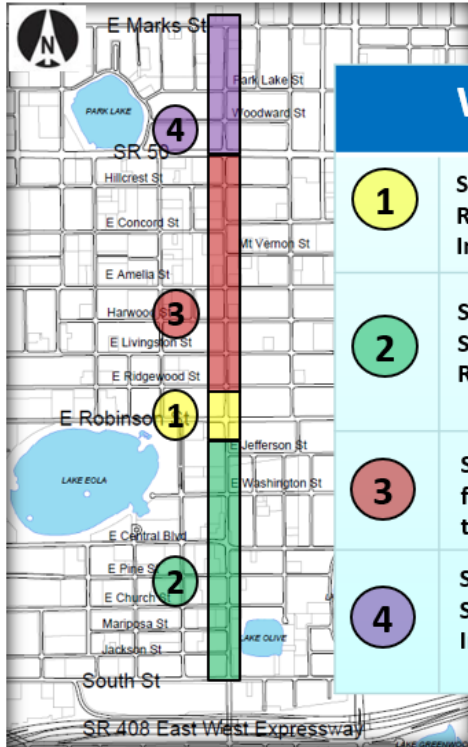 N
E Marks St
Park Lake St
PARK LAKE
Woodward St
4
SR 50
Hillcrest St
E Concord St
Mt Vernon St
E Amelia St
Harwood St
3
E Livingston St
E Ridgewood St
E Robinson St
1
E Jefferson St
LAKE EOLA
E Washington St
E Central Blvd
E Pine St
2
E Church St
Mariposa St
LAKE OLIVE
Jackson St
South St
SR 408 East West Expressway
LAKE GREENWOOD
1
S
R
2
S
S
R
3
S
f
t
4
S
S